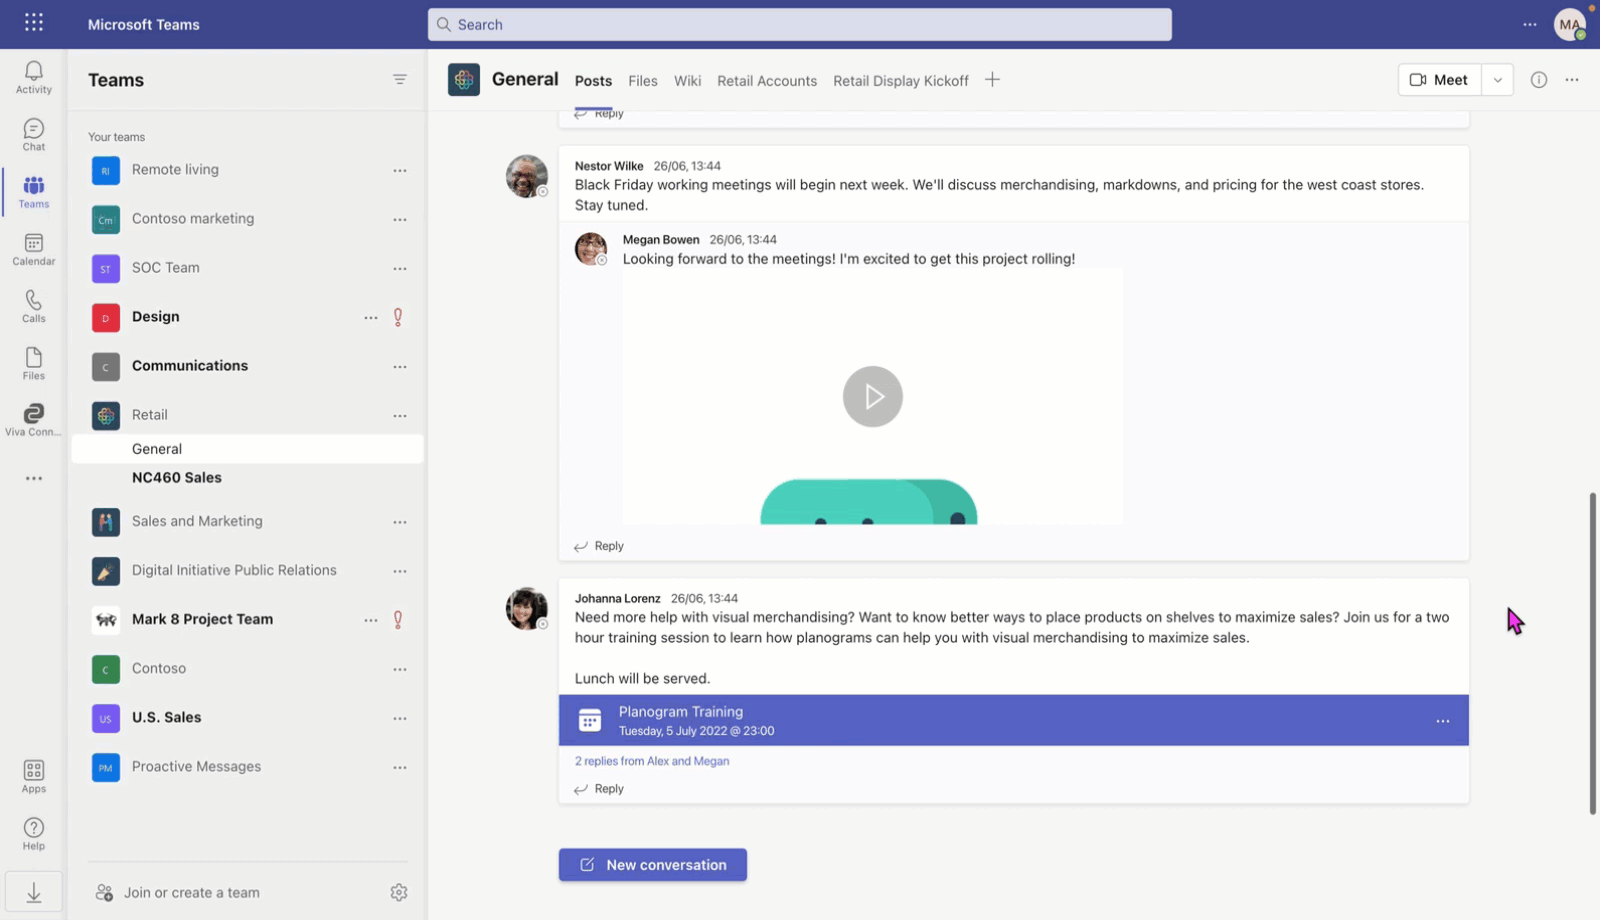 Microsoft Teams
Search
MA
Activity
Chat
Teams
Calendar
Calls
Files
Viva Conn...
Apps
Help
Teams
Your teams
RI Remote living
Cm Contoso marketing
ST SOC Team
D Design
C Communications
Retail
General
NC460 Sales
Sales and Marketing
Digital Initiative Public Relations
Mark 8 Project Team
C Contoso
US U.S. Sales
PM Proactive Messages
Join or create a team
General Posts Files Wiki Retail Accounts Retail Display Kickoff
Meet
Reply
Nestor Wilke 26/06, 13:44
Black Friday working meetings will begin next week. We'll discuss merchandising, markdowns, and pricing for the west coast stores.
Stay tuned.
Megan Bowen 26/06, 13:44
Looking forward to the meetings! I'm excited to get this project rolling!
Reply
Johanna Lorenz 26/06, 13:44
Need more help with visual merchandising? Want to know better ways to place products on shelves to maximize sales? Join us for a two
hour training session to learn how planograms can help you with visual merchandising to maximize sales.
Lunch will be served.
Planogram Training
Tuesday, 5 July 2022 @ 23:00
2 replies from Alex and Megan
Reply
New conversation